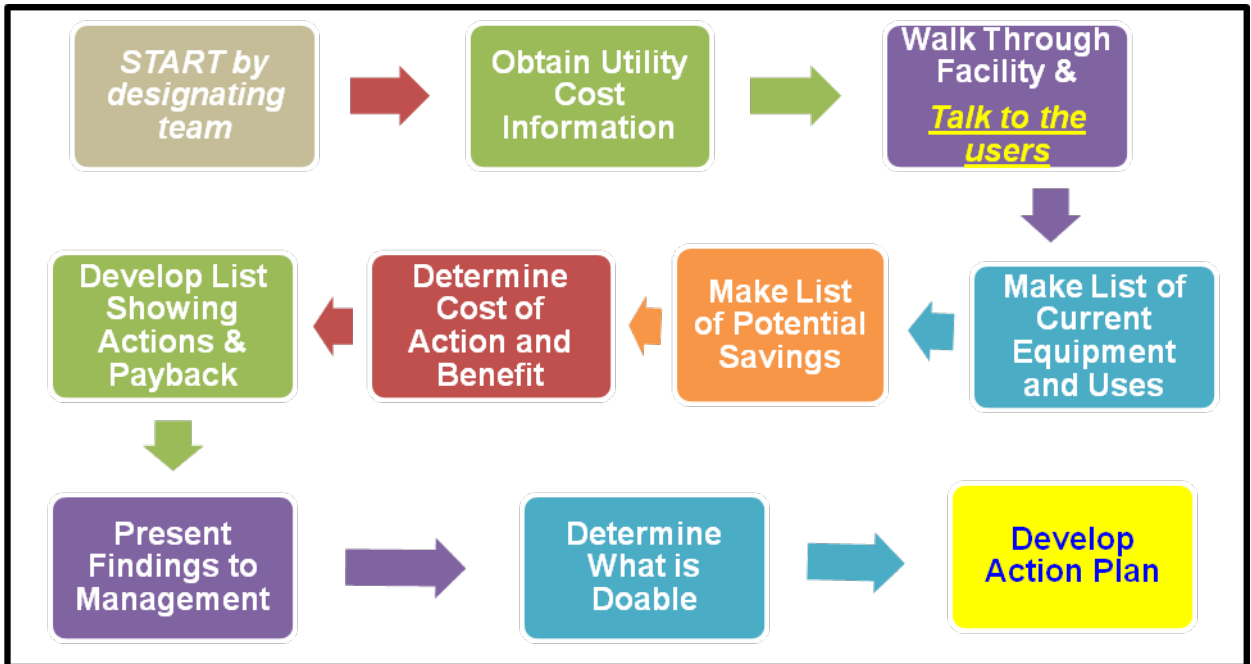 START by
designating
team
Obtain Utility
Cost
Information
Walk Through
Facility &
Talk to the
users
Make List of
Current
Equipment
and Uses
Make List
of Potential
Savings
Determine
Cost of
Action and
Benefit
Develop List
Showing
Actions &
Payback
Present
Findings to
Management
Determine
What is
Doable
Develop
Action Plan